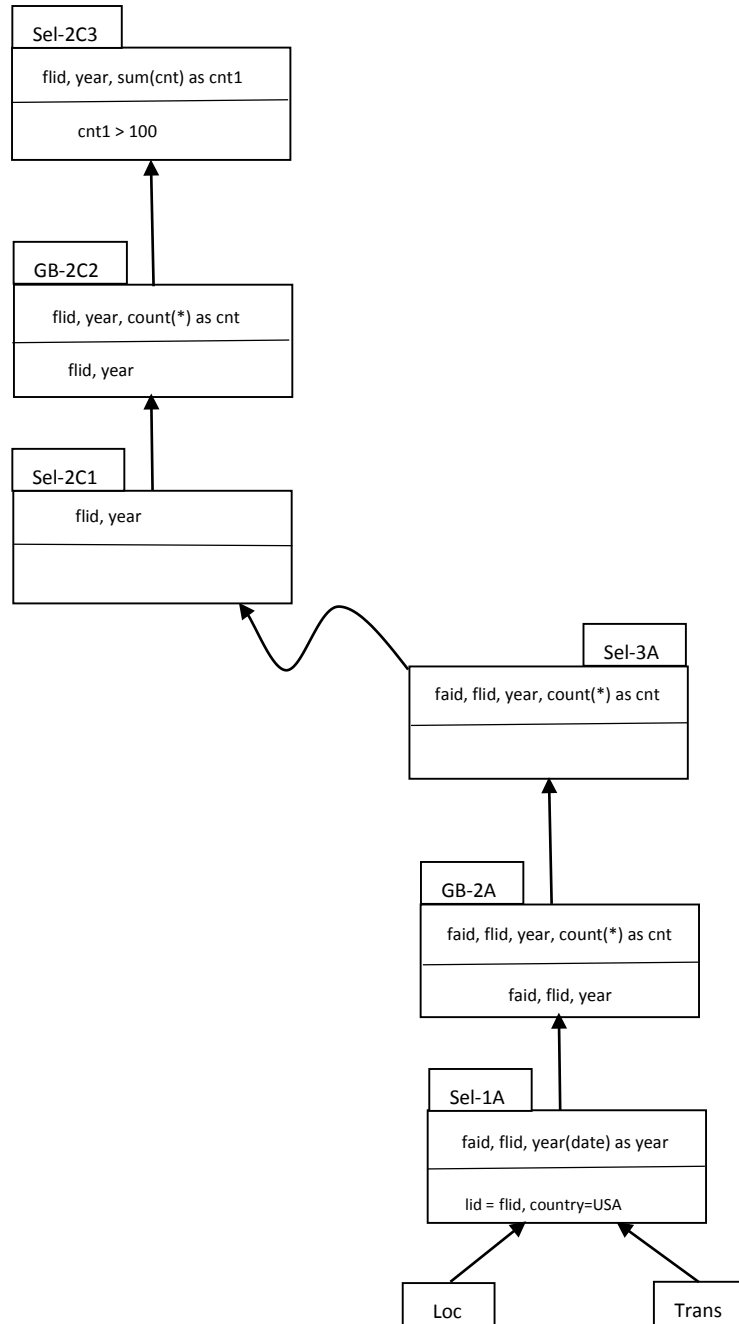 Sel-2C3
flid, year, sum(cnt) as cnt1
cnt1 > 100
GB-2C2
flid, year, count(*) as cnt
flid, year
Sel-2C1
flid, year
Sel-3A
faid, flid, year, count(*) as cnt
GB-2A
faid, flid, year, count(*) as cnt
faid, flid, year
Sel-1A
faid, flid, year(date) as year
lid = flid, country=USA
Loc
Trans